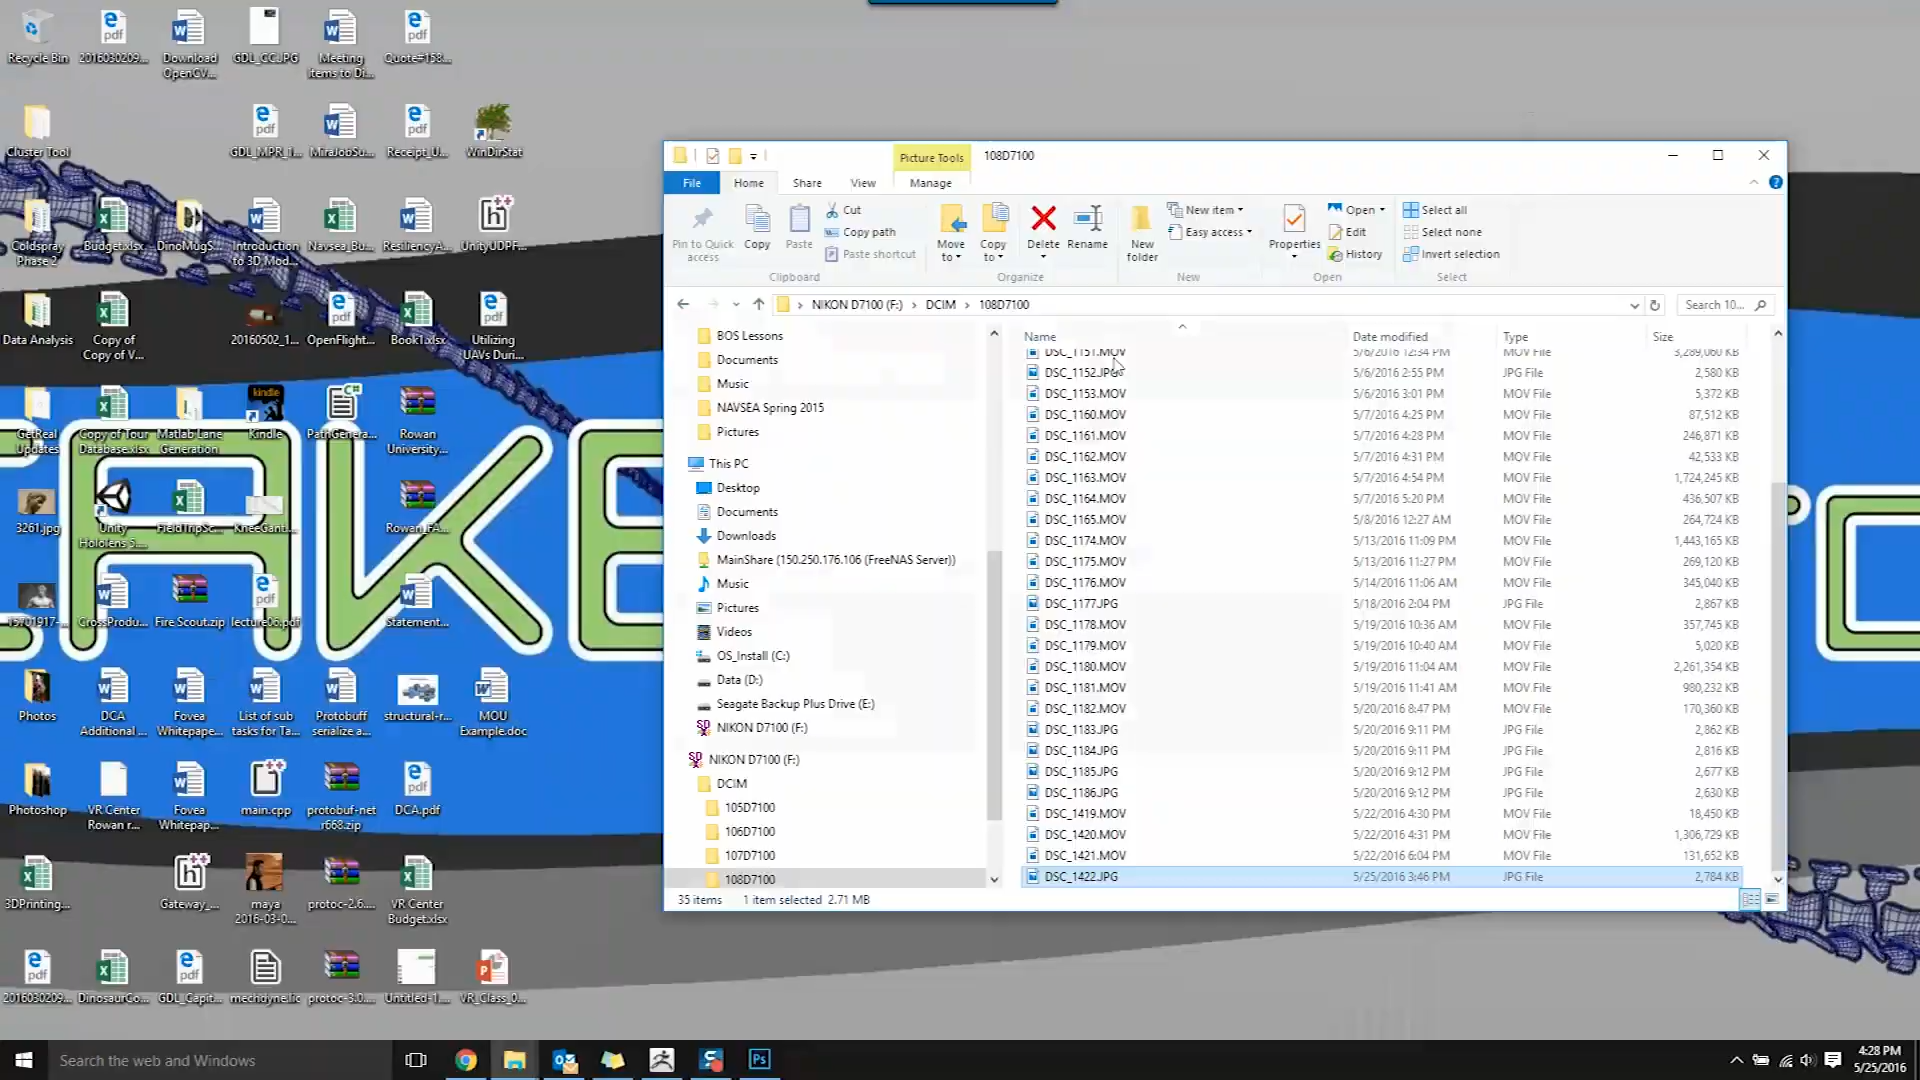 Recycle Bin
2016030209...
Download OpenCV...
GDL_CC.JPG
Meeting items to Di...
Quote#158...
Cluster Tool
GDL_MPR_1...
MiraJobSu...
Receipt_U...
WinDirStat
Coldspray Phase 2
Budget.xlsx
DinoMugS...
Introduction to 3D Mod...
Navsea_Bu...
ResiliencyA...
UnityUDPF...
Data Analysis
Copy of Copy of V...
20160502_1...
OpenFlight...
Book1.xlsx
Utilizing UAVs Duri...
GetReal Updates
Copy of Tour Database.xlsx
Matlab Lane Generation
Kindle
PathGenera...
Rowan University...
3261.jpg
Unity Hololens 5...
FieldTripSc...
KneeGanti...
Rowan_FA...
15701917-...
CrossProdu...
Fire Scout.zip
lecture06.pdf
Statement...
Photos
DCA Additional ...
Fovea Whitepape...
List of sub tasks for Ta...
Protobuff serialize a...
structural-r...
MOU Example.doc
Photoshop
VR Center Rowan r...
Fovea Whitepap...
main.cpp
protobuf-net r668.zip
DCA.pdf
3DPrinting...
Gateway_...
maya 2016-03-0...
protoc-2.6....
VR Center Budget.xlsx
2016030209...
DinosaurCo...
GDL_Capit...
mechdyne.lic
protoc-3.0....
Untitled-1....
VR_Class_0...
Picture Tools
108D7100
File
Home
Share
View
Manage
Pin to Quick access
Copy
Paste
Cut
Copy path
Paste shortcut
Clipboard
Move to
Copy to
Delete
Rename
Organize
New folder
New item
Easy access
New
Properties
Open
Edit
History
Open
Select all
Select none
Invert selection
Select
NIKON D7100 (F:) > DCIM > 108D7100
Search 10...
BOS Lessons
Documents
Music
NAVSEA Spring 2015
Pictures
This PC
Desktop
Documents
Downloads
MainShare (150.250.176.106 (FreeNAS Server))
Music
Pictures
Videos
OS_Install (C:)
Data (D:)
Seagate Backup Plus Drive (E:)
NIKON D7100 (F:)
NIKON D7100 (F:)
DCIM
105D7100
106D7100
107D7100
108D7100
Name Date modified Type Size
DSC_1151.MOV 5/6/2016 12:34 PM MOV File 3,289,060 KB
DSC_1152.JPG 5/6/2016 2:55 PM JPG File 2,580 KB
DSC_1153.MOV 5/6/2016 3:01 PM MOV File 5,372 KB
DSC_1160.MOV 5/7/2016 4:25 PM MOV File 87,512 KB
DSC_1161.MOV 5/7/2016 4:28 PM MOV File 246,871 KB
DSC_1162.MOV 5/7/2016 4:31 PM MOV File 42,533 KB
DSC_1163.MOV 5/7/2016 4:54 PM MOV File 1,724,245 KB
DSC_1164.MOV 5/7/2016 5:20 PM MOV File 436,507 KB
DSC_1165.MOV 5/8/2016 12:27 AM MOV File 264,724 KB
DSC_1174.MOV 5/13/2016 11:09 PM MOV File 1,443,165 KB
DSC_1175.MOV 5/13/2016 11:27 PM MOV File 269,120 KB
DSC_1176.MOV 5/14/2016 11:06 AM MOV File 345,040 KB
DSC_1177.JPG 5/18/2016 2:04 PM JPG File 2,867 KB
DSC_1178.MOV 5/19/2016 10:36 AM MOV File 357,745 KB
DSC_1179.MOV 5/19/2016 10:40 AM MOV File 5,020 KB
DSC_1180.MOV 5/19/2016 11:04 AM MOV File 2,261,354 KB
DSC_1181.MOV 5/19/2016 11:41 AM MOV File 980,232 KB
DSC_1182.MOV 5/20/2016 8:47 PM MOV File 170,360 KB
DSC_1183.JPG 5/20/2016 9:11 PM JPG File 2,862 KB
DSC_1184.JPG 5/20/2016 9:11 PM JPG File 2,816 KB
DSC_1185.JPG 5/20/2016 9:12 PM JPG File 2,677 KB
DSC_1186.JPG 5/20/2016 9:12 PM JPG File 2,630 KB
DSC_1419.MOV 5/22/2016 4:30 PM MOV File 18,450 KB
DSC_1420.MOV 5/22/2016 4:31 PM MOV File 1,306,729 KB
DSC_1421.MOV 5/22/2016 6:04 PM MOV File 131,652 KB
DSC_1422.JPG 5/25/2016 3:46 PM JPG File 2,784 KB
35 items 1 item selected 2.71 MB
Search the web and Windows
4:28 PM
5/25/2016